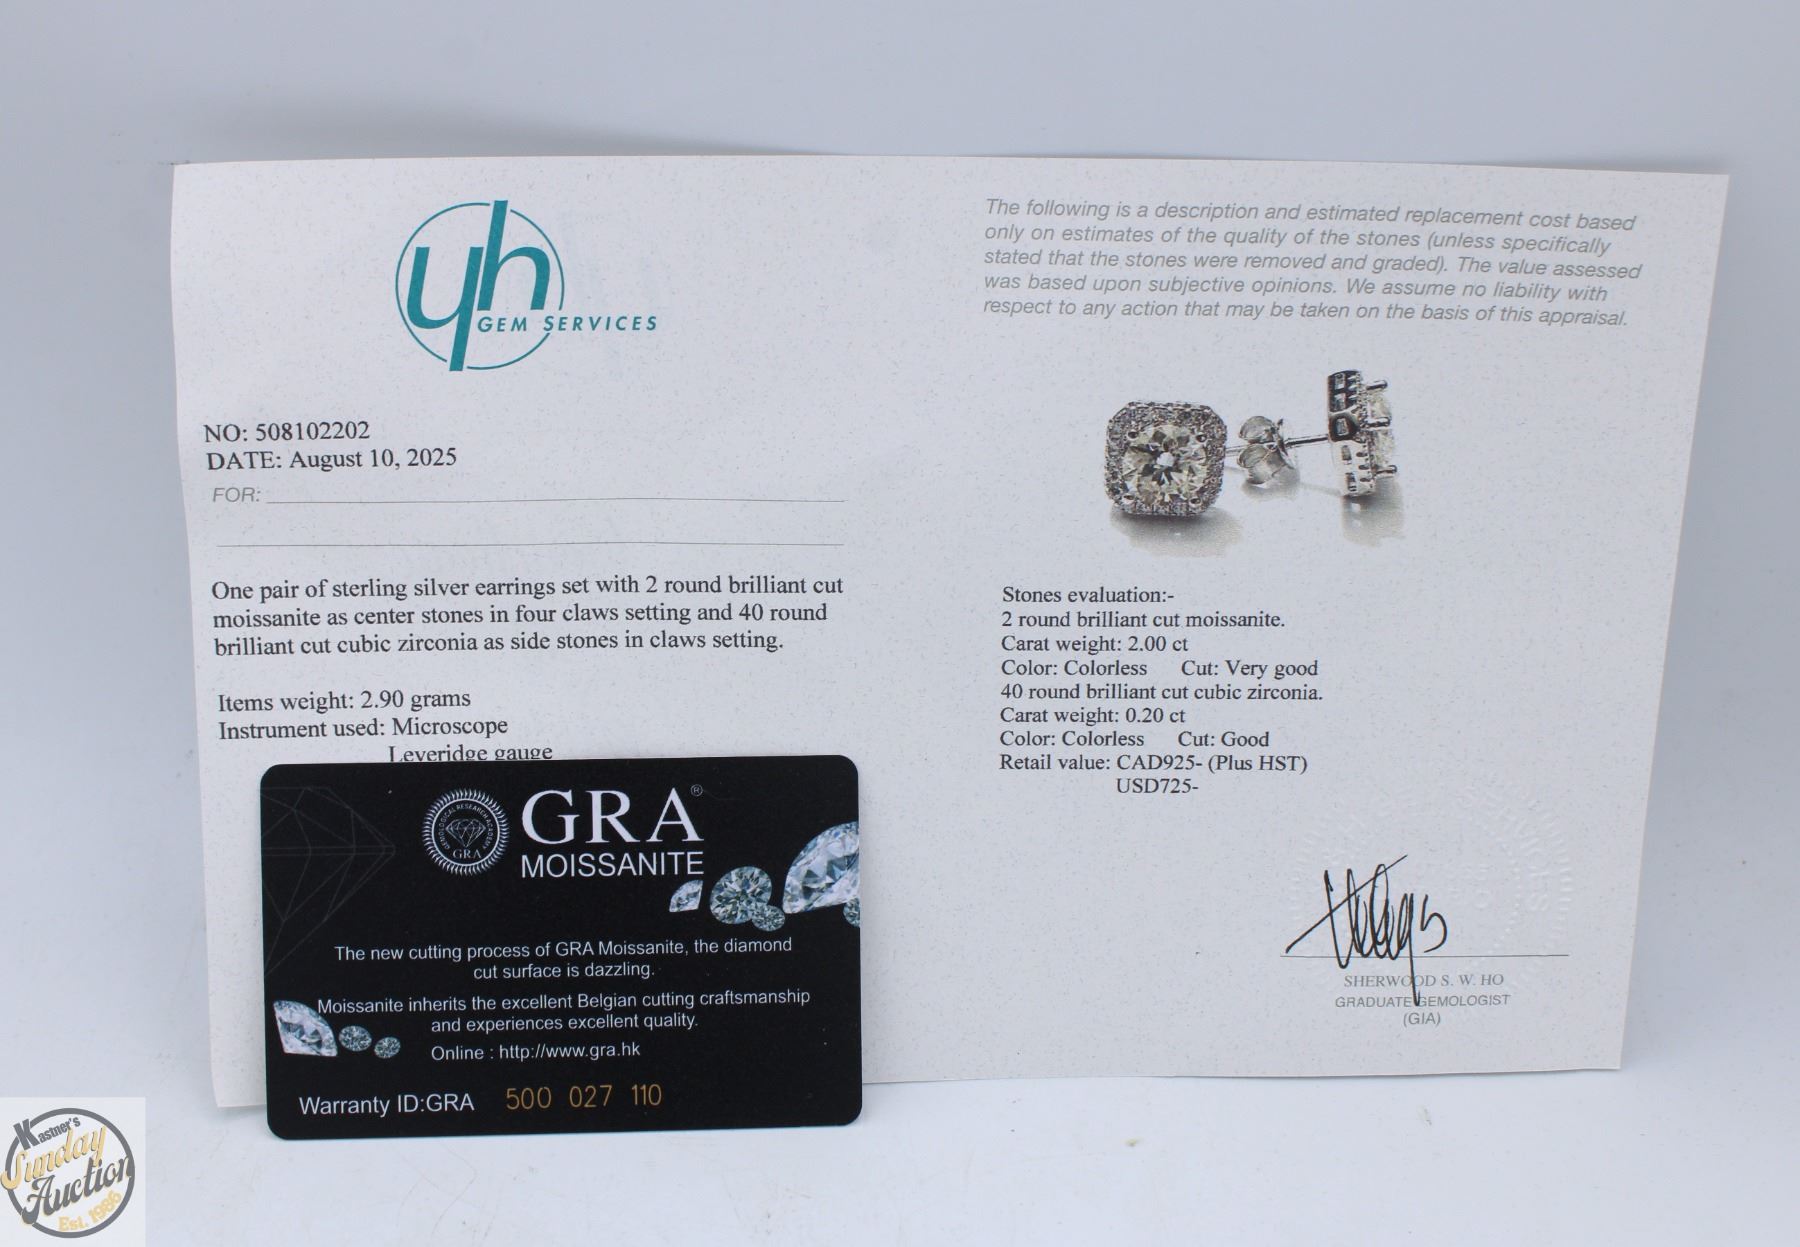 yh
GEM SERVICES
NO: 508102202
DATE: August 10, 2025
FOR:
One pair of sterling silver earrings set with 2 round brilliant cut
moissanite as center stones in four claws setting and 40 round
brilliant cut cubic zirconia as side stones in claws setting.
Items weight: 2.90 grams
Instrument used: Microscope
Leveridge gauge
The following is a description and estimated replacement cost based
only on estimates of the quality of the stones (unless specifically
stated that the stones were removed and graded). The value assessed
was based upon subjective opinions. We assume no liability with
respect to any action that may be taken on the basis of this appraisal.
Stones evaluation:-
2 round brilliant cut moissanite.
Carat weight: 2.00 ct
Color: Colorless Cut: Very good
40 round brilliant cut cubic zirconia.
Carat weight: 0.20 ct
Color: Colorless Cut: Good
Retail value: CAD925- (Plus HST)
USD725-
SHERWOOD S. W. HO
GRADUATE GEMOLOGIST
(GIA)
GEMOLOGICAL RESEARCH ACADEMY
GRA
GRA®
MOISSANITE
The new cutting process of GRA Moissanite, the diamond
cut surface is dazzling.
Moissanite inherits the excellent Belgian cutting craftsmanship
and experiences excellent quality.
Online : http://www.gra.hk
Warranty ID:GRA 500 027 110
Kastner's
Sunday
Auction
Est. 1986